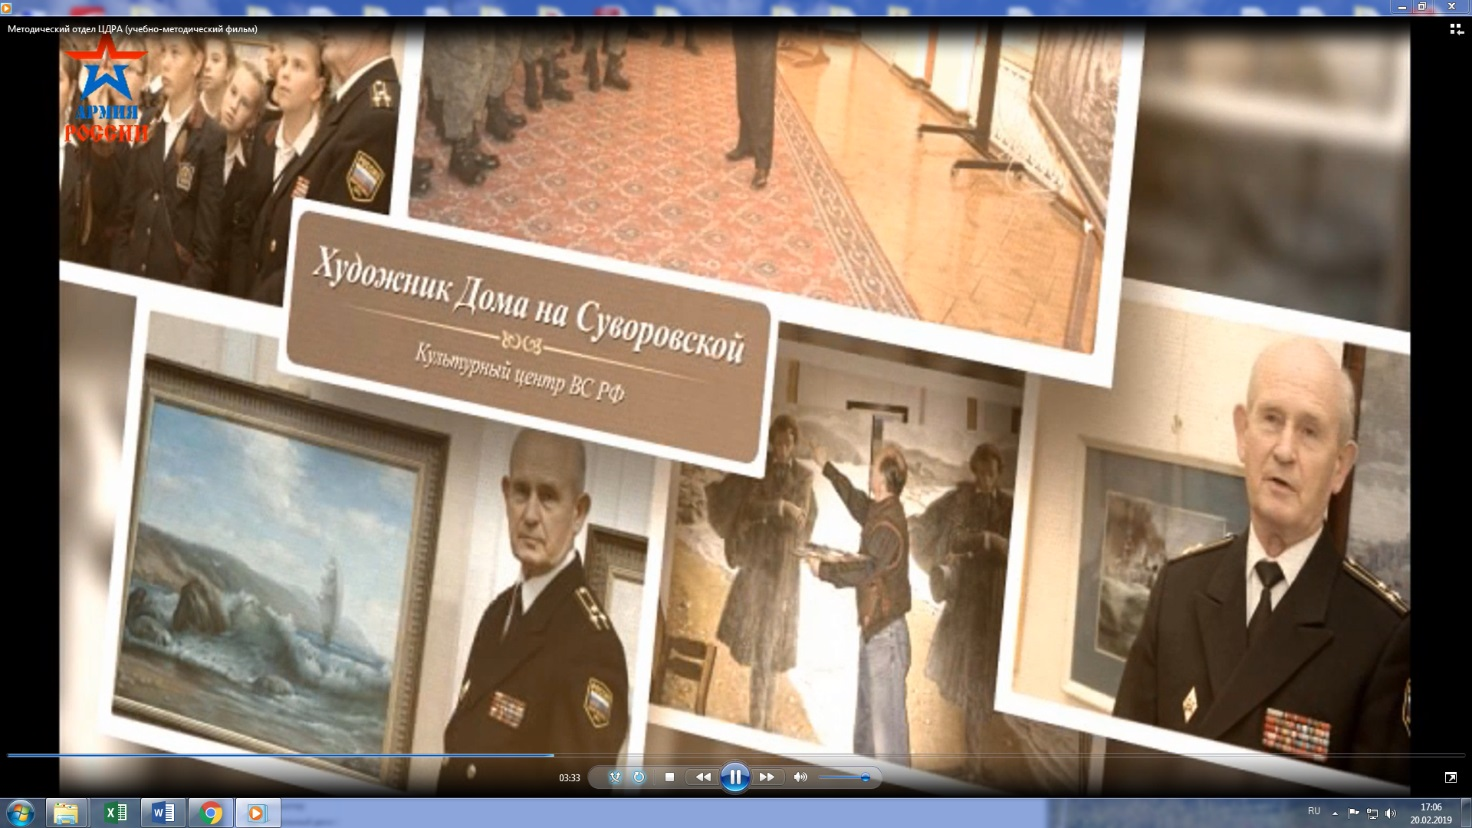 Методический отдел ЦДРА (учебно-методический фильм)
АРМИЯ
РОССИИ
Художник Дома на Суворовской
Культурный центр ВС РФ
03:33
RU
17:06
20.02.2019